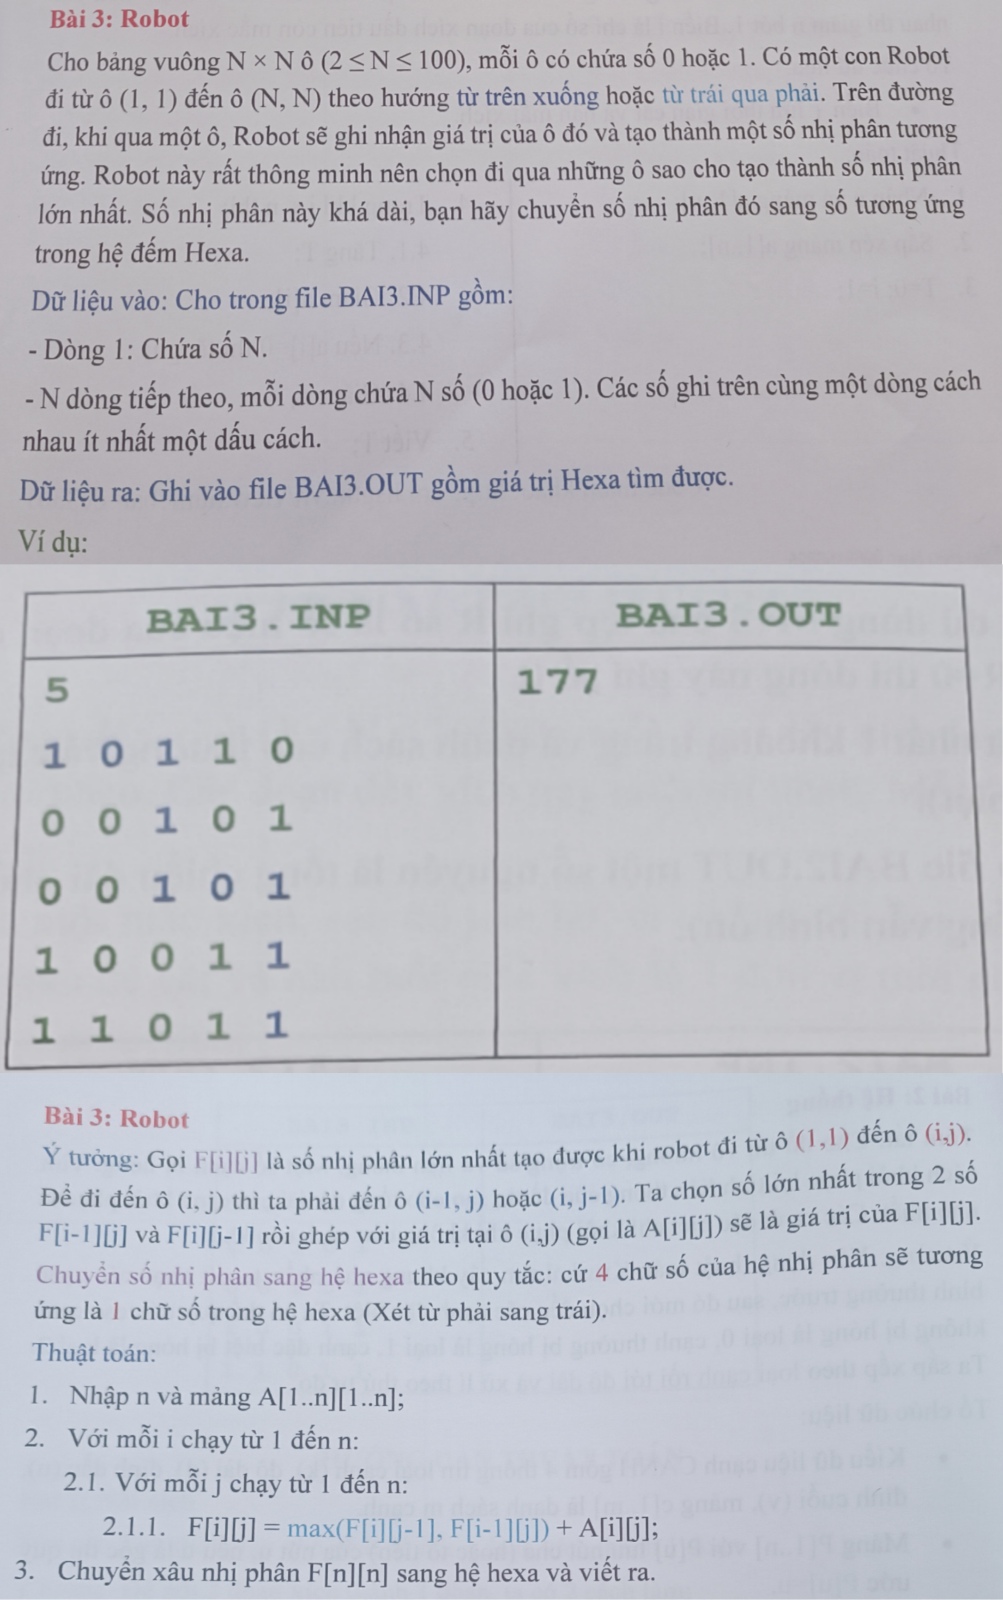 Bài 3: Robot
Cho bảng vuông N × N ô (2 ≤ N ≤ 100), mỗi ô có chứa số 0 hoặc 1. Có một con Robot
đi từ ô (1, 1) đến ô (N, N) theo hướng từ trên xuống hoặc từ trái qua phải. Trên đường
đi, khi qua một ô, Robot sẽ ghi nhận giá trị của ô đó và tạo thành một số nhị phân tương
ứng. Robot này rất thông minh nên chọn đi qua những ô sao cho tạo thành số nhị phân
lớn nhất. Số nhị phân này khá dài, bạn hãy chuyển số nhị phân đó sang số tương ứng
trong hệ đếm Hexa.
Dữ liệu vào: Cho trong file BAI3.INP gồm:
- Dòng 1: Chứa số N.
- N dòng tiếp theo, mỗi dòng chứa N số (0 hoặc 1). Các số ghi trên cùng một dòng cách
nhau ít nhất một dấu cách.
Dữ liệu ra: Ghi vào file BAI3.OUT gồm giá trị Hexa tìm được.
Ví dụ:
BAI3.INP BAI3.OUT
5 177
1 0 1 1 0
0 0 1 0 1
0 0 1 0 1
1 0 0 1 1
1 1 0 1 1
Bài 3: Robot
Ý tưởng: Gọi F[i][j] là số nhị phân lớn nhất tạo được khi robot đi từ ô (1,1) đến ô (i,j).
Để đi đến ô (i, j) thì ta phải đến ô (i-1, j) hoặc (i, j-1). Ta chọn số lớn nhất trong 2 số
F[i-1][j] và F[i][j-1] rồi ghép với giá trị tại ô (i,j) (gọi là A[i][j]) sẽ là giá trị của F[i][j].
Chuyển số nhị phân sang hệ hexa theo quy tắc: cứ 4 chữ số của hệ nhị phân sẽ tương
ứng là 1 chữ số trong hệ hexa (Xét từ phải sang trái).
Thuật toán:
1. Nhập n và mảng A[1..n][1..n];
2. Với mỗi i chạy từ 1 đến n:
2.1. Với mỗi j chạy từ 1 đến n:
2.1.1. F[i][j] = max(F[i][j-1], F[i-1][j]) + A[i][j];
3. Chuyển xâu nhị phân F[n][n] sang hệ hexa và viết ra.